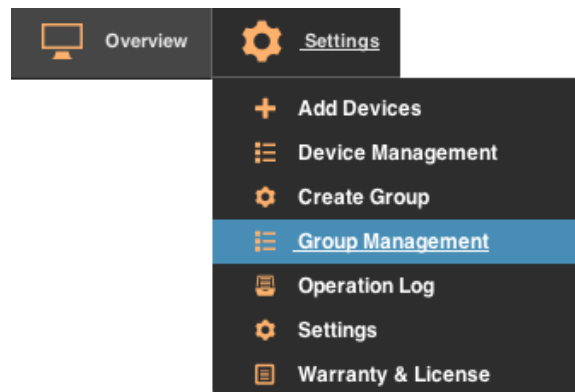 Overview
Settings
Add Devices
Device Management
Create Group
Group Management
Operation Log
Settings
Warranty & License